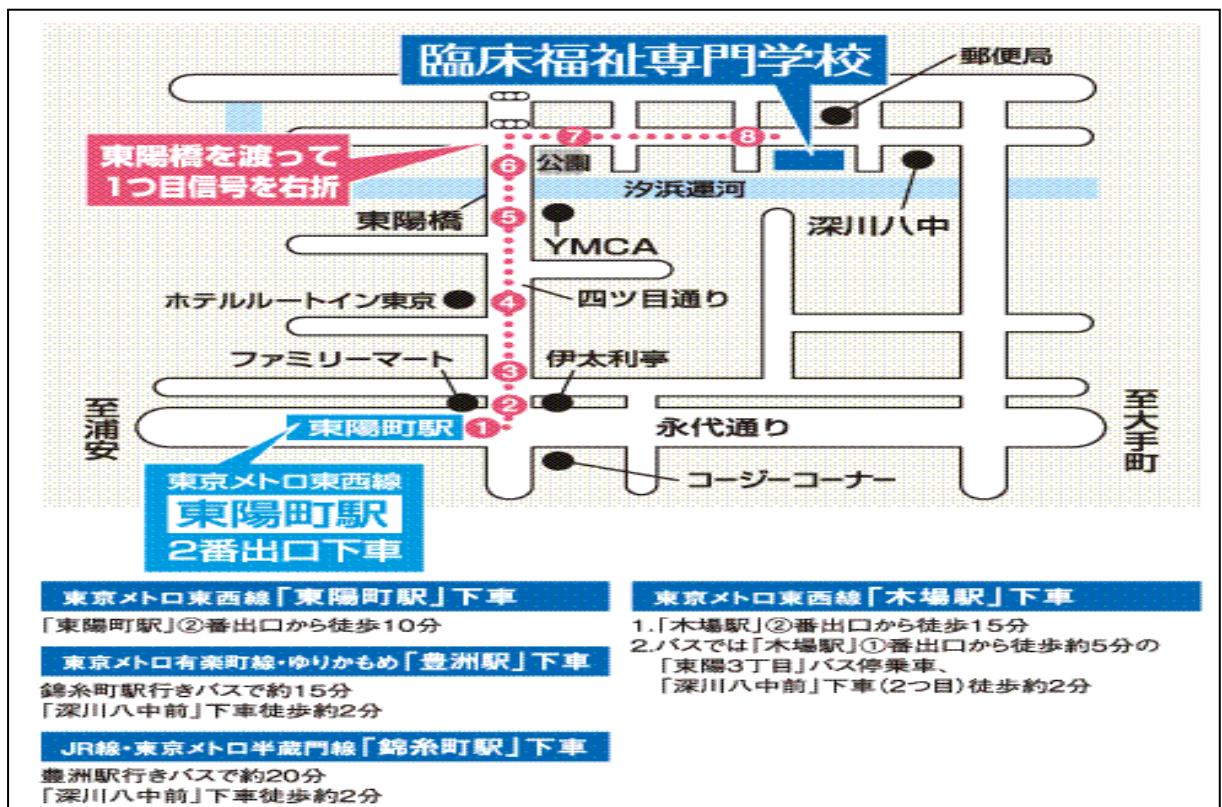 臨床福祉専門学校
郵便局
東陽橋を渡って
1つ目信号を右折
7
8
6
公園
汐浜運河
東陽橋
5
YMCA
深川八中
ホテルルートイン東京
4
四ツ目通り
ファミリーマート
3
伊太利亭
2
至浦安
東陽町駅
1
永代通り
至大手町
コージーコーナー
東京メトロ東西線
東陽町駅
2番出口下車
東京メトロ東西線「東陽町駅」下車
「東陽町駅」②番出口から徒歩10分
東京メトロ有楽町線・ゆりかもめ「豊洲駅」下車
錦糸町駅行きバスで約15分
「深川八中前」下車徒歩約2分
JR線・東京メトロ半蔵門線「錦糸町駅」下車
豊洲駅行きバスで約20分
「深川八中前」下車徒歩約2分
東京メトロ東西線「木場駅」下車
1.「木場駅」②番出口から徒歩15分
2.バスでは「木場駅」①番出口から徒歩約5分の
「東陽3丁目」バス停乗車、
「深川八中前」下車(2つ目)徒歩約2分